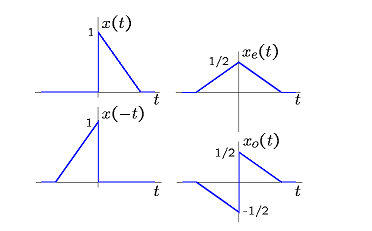 x(t)
1
t
x_e(t)
1/2
t
x(-t)
1
t
x_o(t)
1/2
t
-1/2